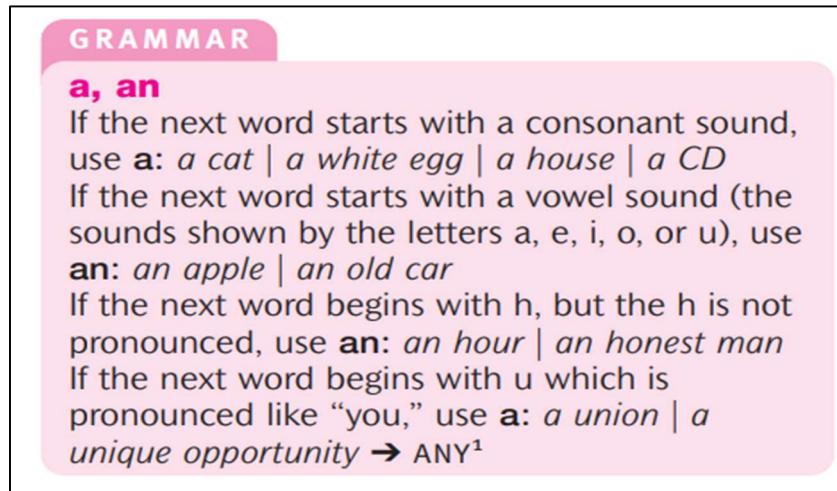 GRAMMAR
a, an
If the next word starts with a consonant sound,
use a: a cat | a white egg | a house | a CD
If the next word starts with a vowel sound (the
sounds shown by the letters a, e, i, o, or u), use
an: an apple | an old car
If the next word begins with h, but the h is not
pronounced, use an: an hour | an honest man
If the next word begins with u which is
pronounced like “you,” use a: a union | a
unique opportunity ➔ ANY¹